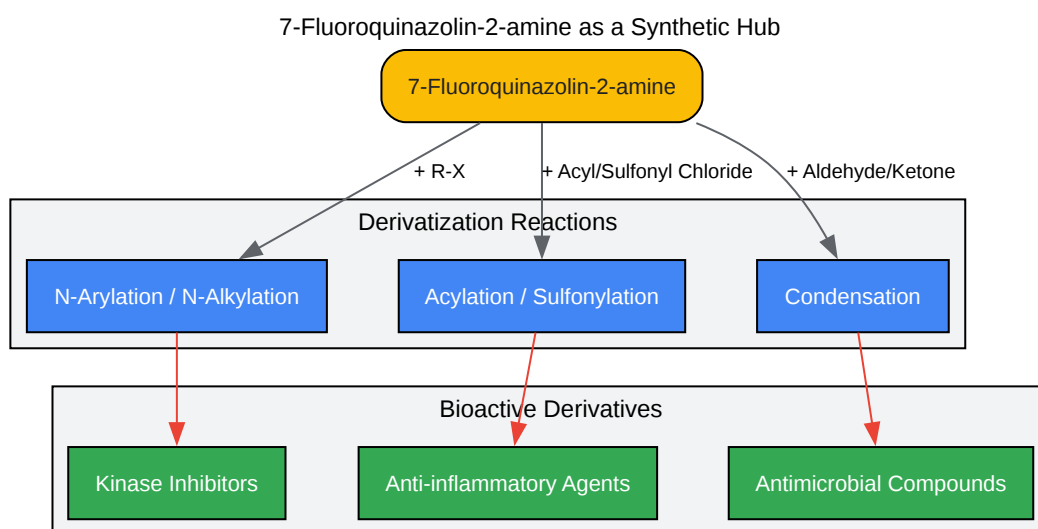 7-Fluoroquinazolin-2-amine as a Synthetic Hub
7-Fluoroquinazolin-2-amine
+ R-X
+ Acyl/Sulfonyl Chloride
+ Aldehyde/Ketone
Derivatization Reactions
N-Arylation / N-Alkylation
Acylation / Sulfonylation
Condensation
Bioactive Derivatives
Kinase Inhibitors
Anti-inflammatory Agents
Antimicrobial Compounds